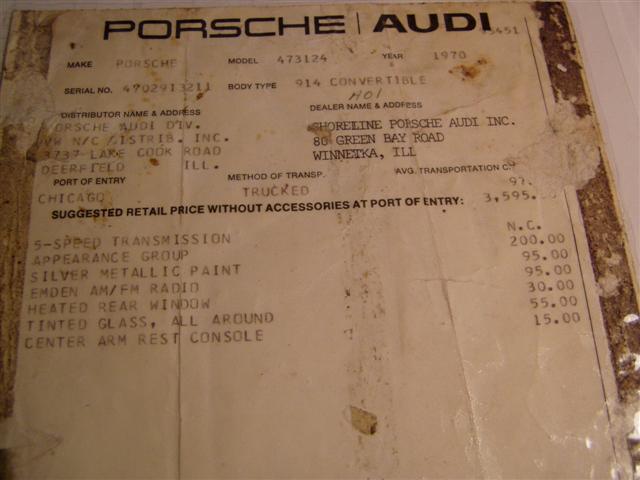 PORSCHE | AUDI
MAKE PORSCHE MODEL 473124 YEAR 1970
SERIAL NO. 4702913211 BODY TYPE 914 CONVERTIBLE
HO1
DISTRIBUTOR NAME & ADDRESS DEALER NAME & ADDRESS
PORSCHE AUDI DIV. SHORELINE PORSCHE AUDI INC.
VW N/C DISTRIB. INC. 80 GREEN BAY ROAD
3737 LAKE COOK ROAD WINNETKA, ILL
DEERFIELD ILL.
PORT OF ENTRY METHOD OF TRANSP. AVG. TRANSPORTATION
CHICAGO TRUCKED
SUGGESTED RETAIL PRICE WITHOUT ACCESSORIES AT PORT OF ENTRY: 3,595.
5-SPEED TRANSMISSION N.C.
APPEARANCE GROUP 200.00
SILVER METALLIC PAINT 95.00
EMDEN AM/FM RADIO 95.00
HEATED REAR WINDOW 30.00
TINTED GLASS, ALL AROUND 55.00
CENTER ARM REST CONSOLE 15.00